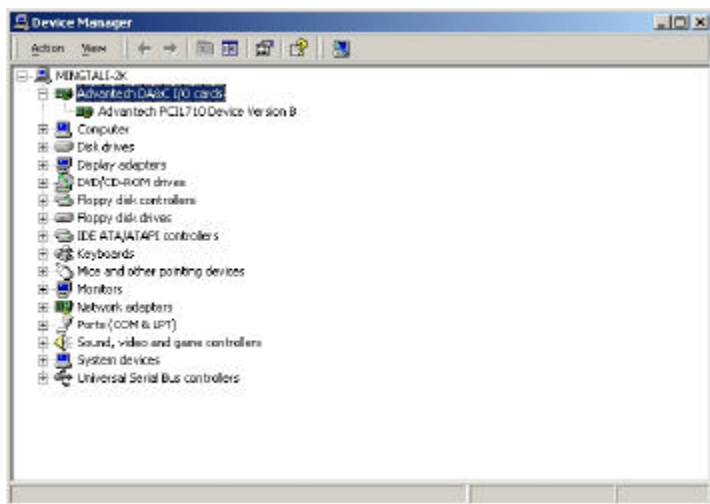 Device Manager
Action View
MINGTALI-2K
Advantech DA&C I/O cards
Advantech PCI1710 Device Version B
Computer
Disk drives
Display adapters
DVD/CD-ROM drives
Floppy disk controllers
Floppy disk drives
IDE ATA/ATAPI controllers
Keyboards
Mice and other pointing devices
Monitors
Network adapters
Ports (COM & LPT)
Sound, video and game controllers
System devices
Universal Serial Bus controllers